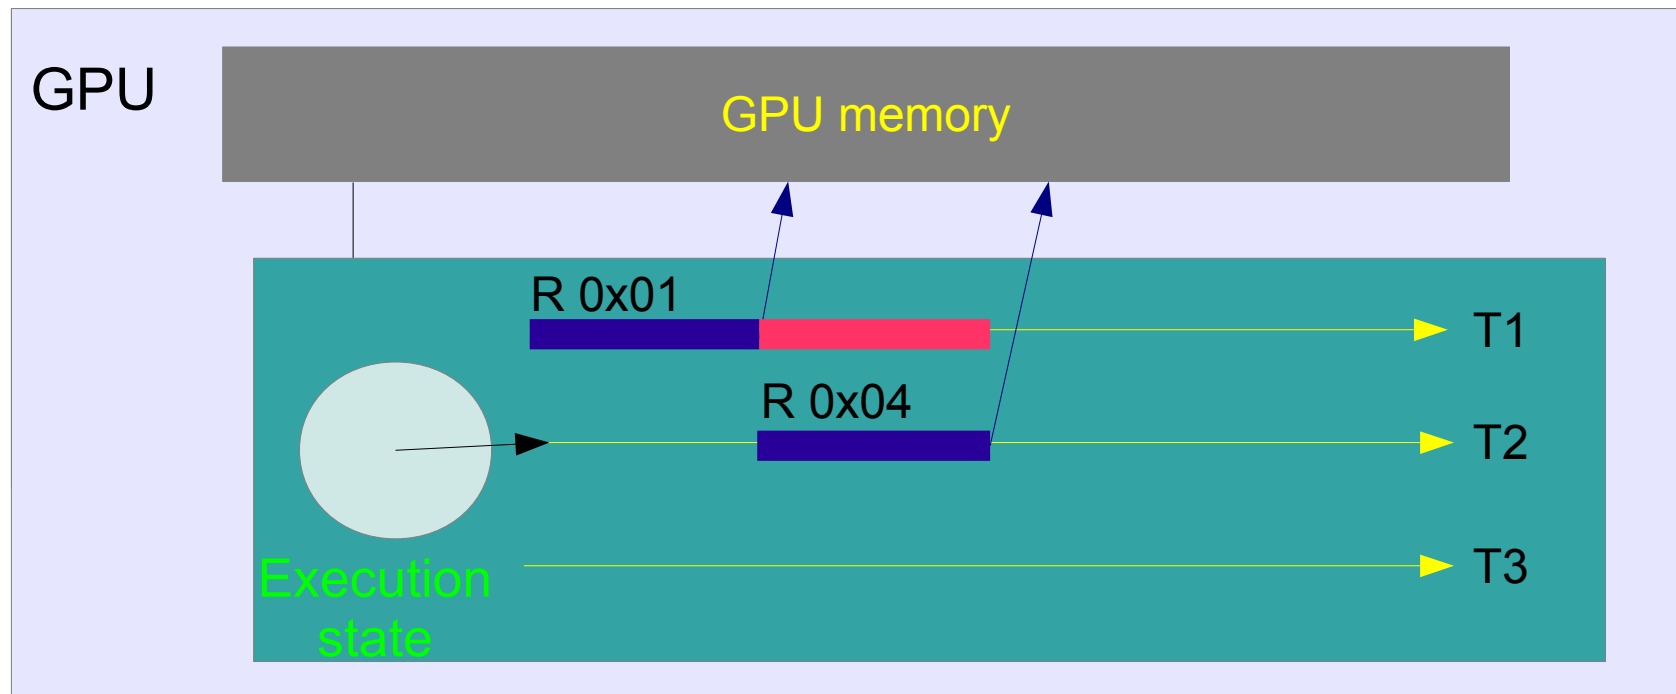 GPU
GPU memory
R 0x01
T1
R 0x04
T2
T3
Execution
state